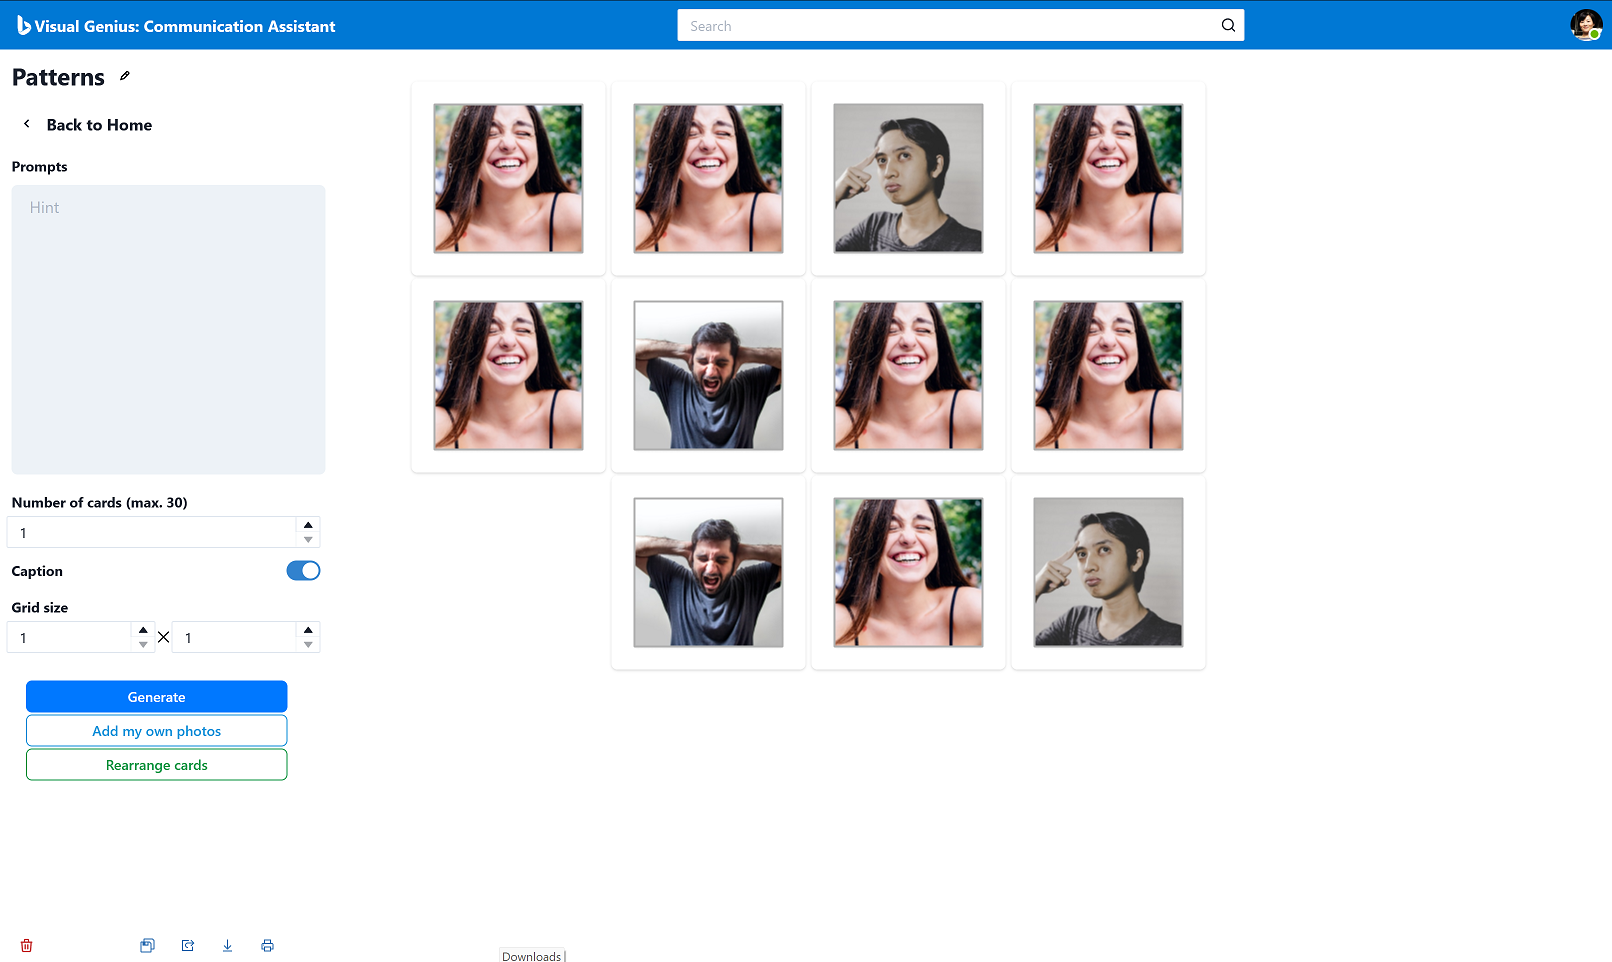 Visual Genius: Communication Assistant
Search
Patterns
Back to Home
Prompts
Hint
Number of cards (max. 30)
1
Caption
Grid size
1
1
Generate
Add my own photos
Rearrange cards
Downloads